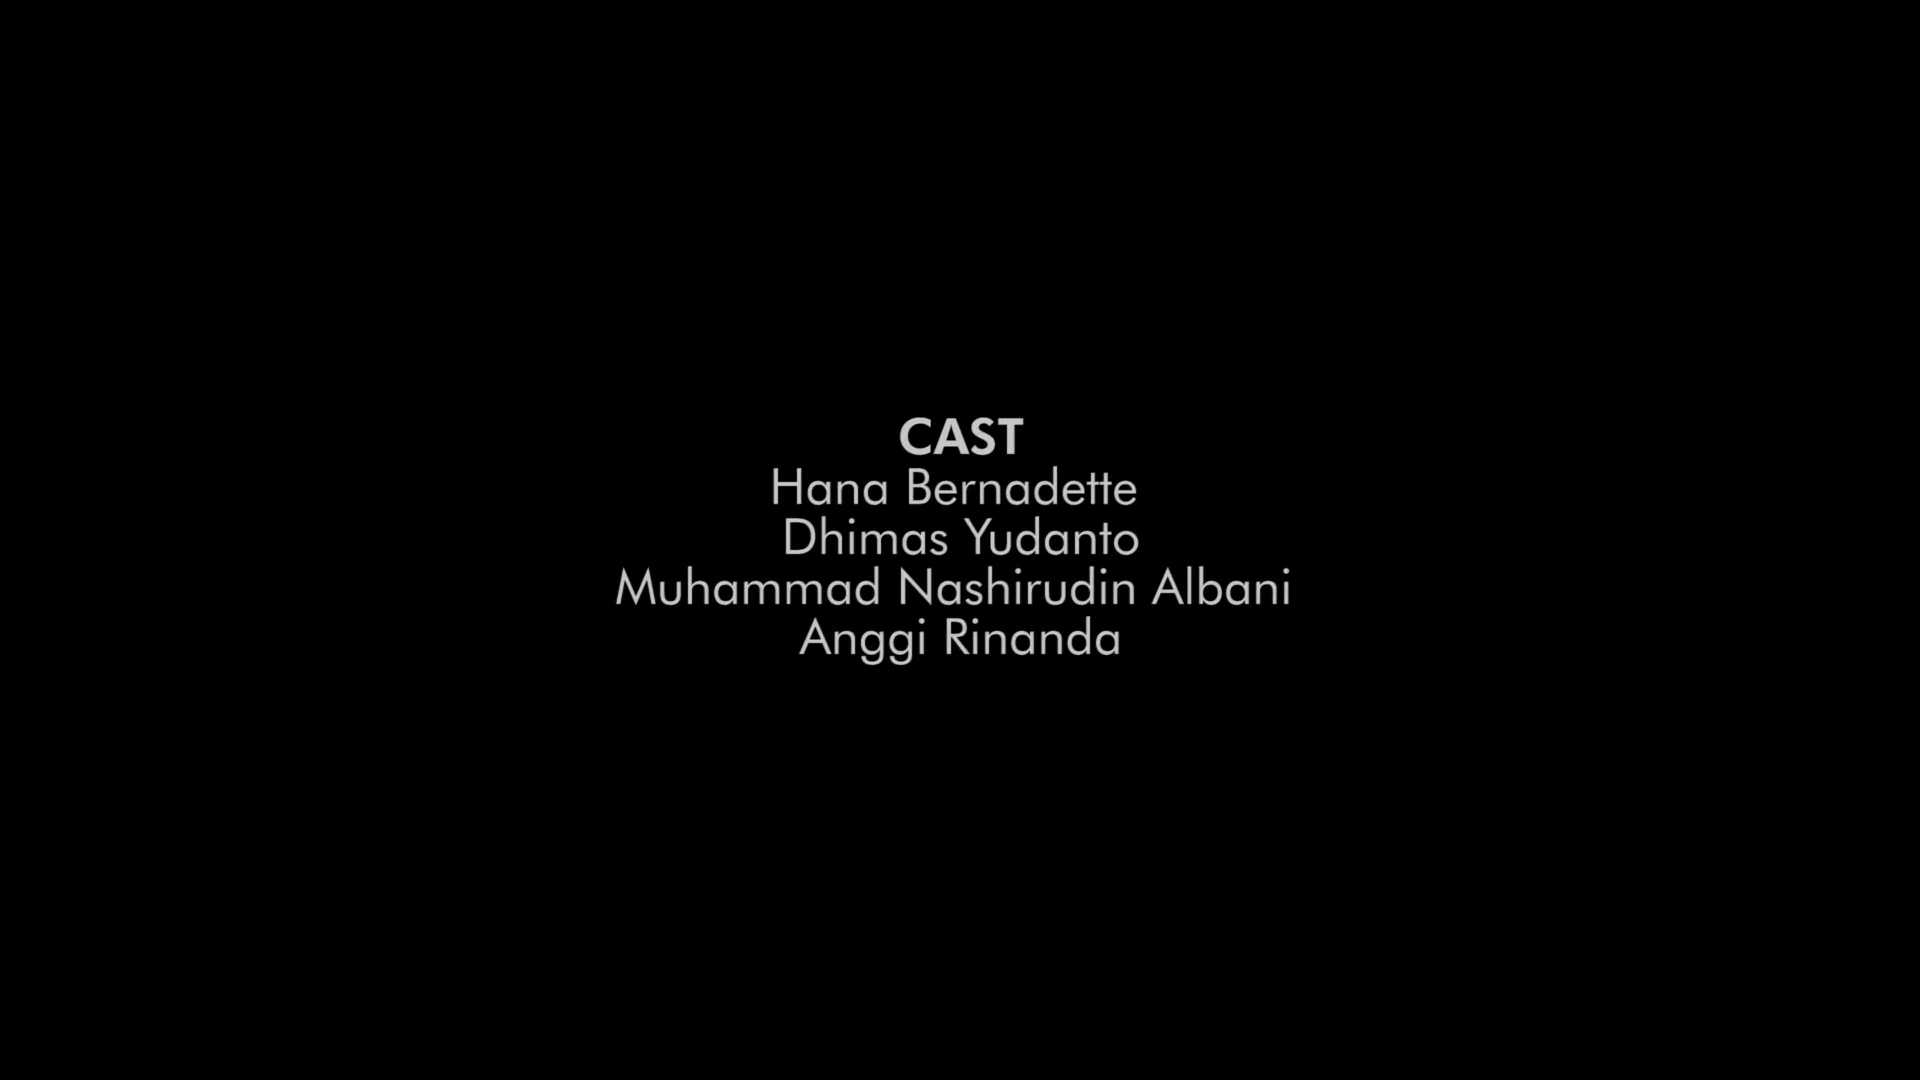 CAST
Hana Bernadette
Dhimas Yudanto
Muhammad Nashirudin Albani
Anggi Rinanda